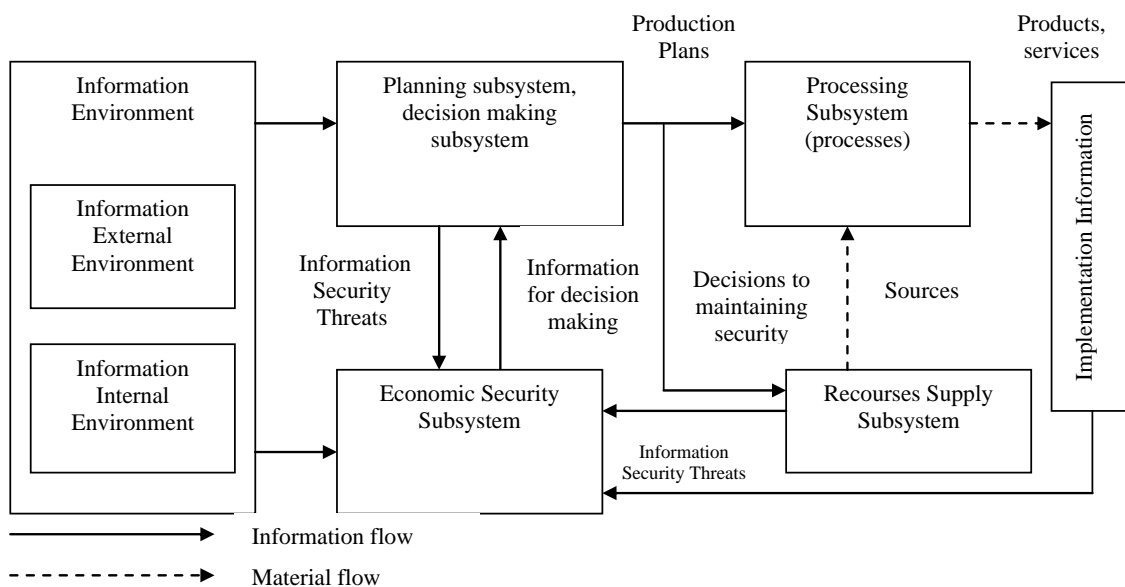 Production
Plans
Products,
services
Information
Environment
Planning subsystem,
decision making
subsystem
Processing
Subsystem
(processes)
Implementation Information
Information
External
Environment
Information
Security
Threats
Information
for decision
making
Decisions to
maintaining
security
Sources
Information
Internal
Environment
Economic Security
Subsystem
Recourses Supply
Subsystem
Information
Security Threats
Information flow
Material flow